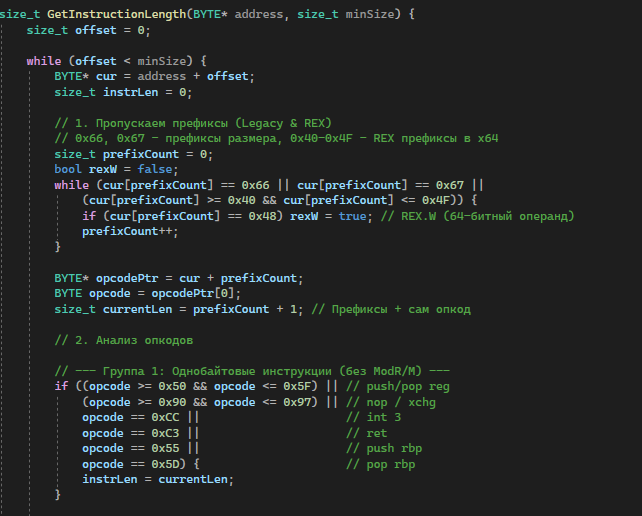 size_t GetInstructionLength(BYTE* address, size_t minSize) {
    size_t offset = 0;

    while (offset < minSize) {
        BYTE* cur = address + offset;
        size_t instrLen = 0;

        // 1. Пропускаем префиксы (Legacy & REX)
        // 0x66, 0x67 - префиксы размера, 0x40-0x4F - REX префиксы в x64
        size_t prefixCount = 0;
        bool rexW = false;
        while (cur[prefixCount] == 0x66 || cur[prefixCount] == 0x67 ||
            (cur[prefixCount] >= 0x40 && cur[prefixCount] <= 0x4F)) {
            if (cur[prefixCount] == 0x48) rexW = true; // REX.W (64-битный операнд)
            prefixCount++;
        }

        BYTE* opcodePtr = cur + prefixCount;
        BYTE opcode = opcodePtr[0];
        size_t currentLen = prefixCount + 1; // Префиксы + сам опкод

        // 2. Анализ опкодов

        // --- Группа 1: Однобайтовые инструкции (без ModR/M) ---
        if ((opcode >= 0x50 && opcode <= 0x5F) || // push/pop reg
            (opcode >= 0x90 && opcode <= 0x97) || // nop / xchg
            opcode == 0xCC ||                     // int 3
            opcode == 0xC3 ||                     // ret
            opcode == 0x55 ||                     // push rbp
            opcode == 0x5D) {                     // pop rbp
            instrLen = currentLen;
        }